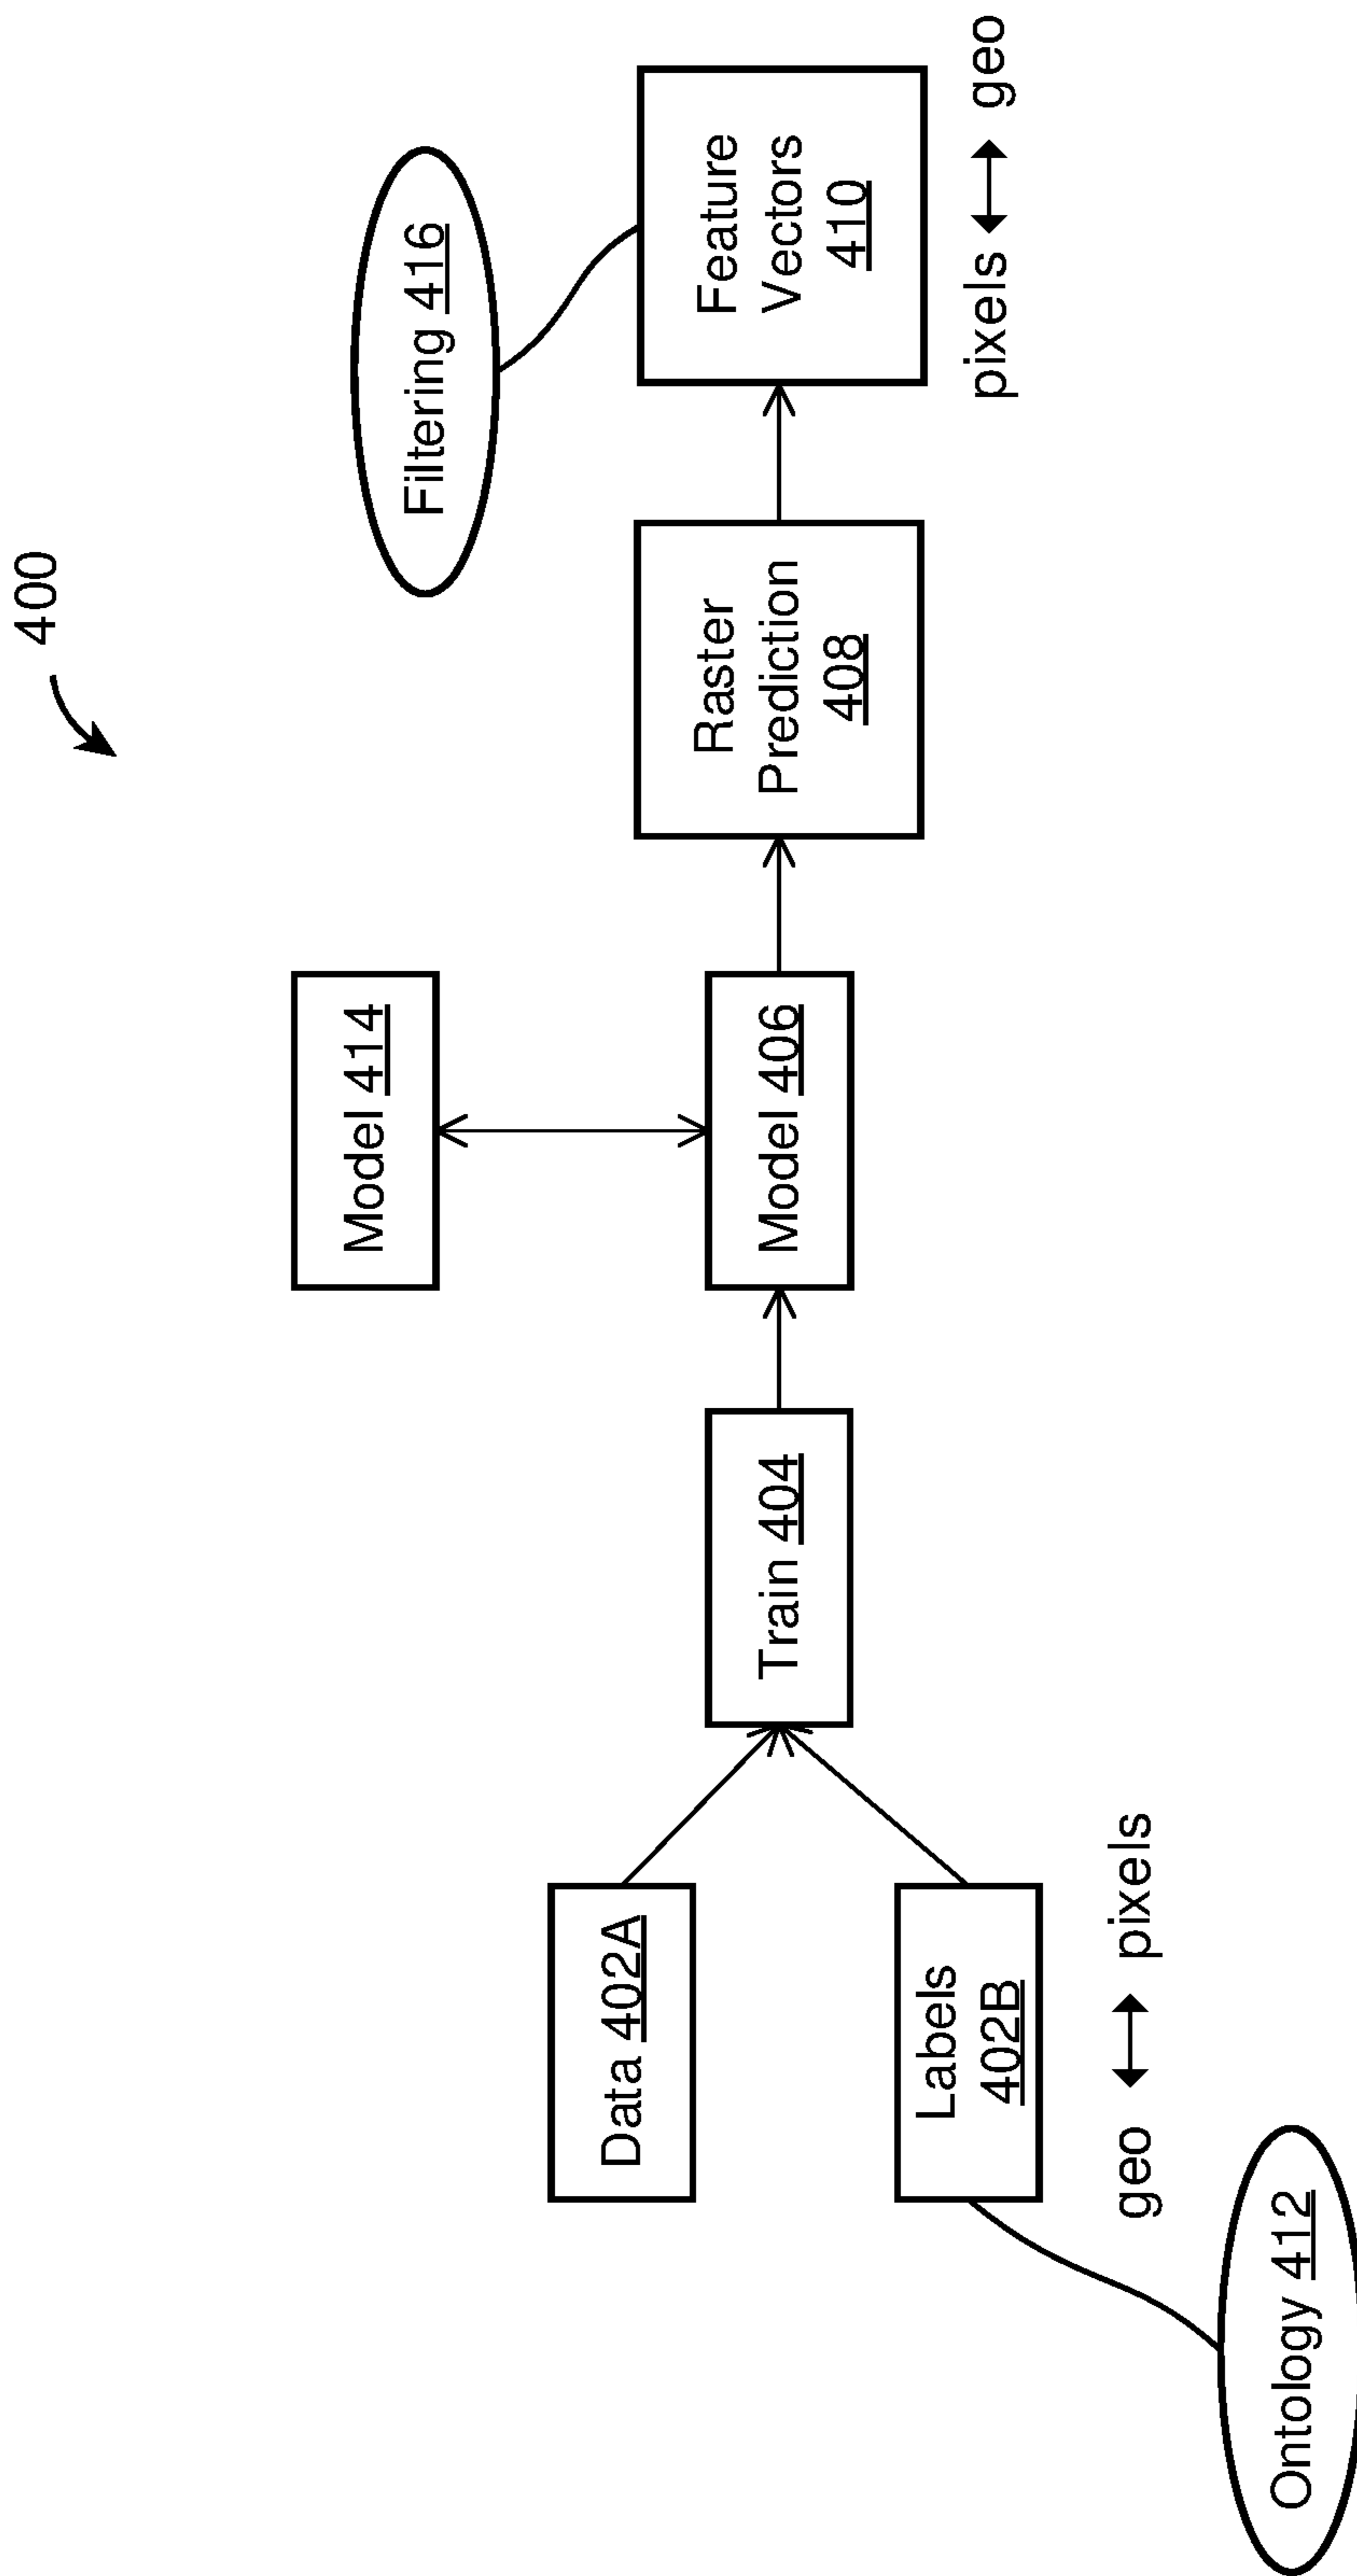 400
Filtering 416
Model 414
Data 402A
Train 404
Model 406
Raster
Prediction
408
Feature
Vectors
410
Labels
402B
pixels geo
geo pixels
Ontology 412